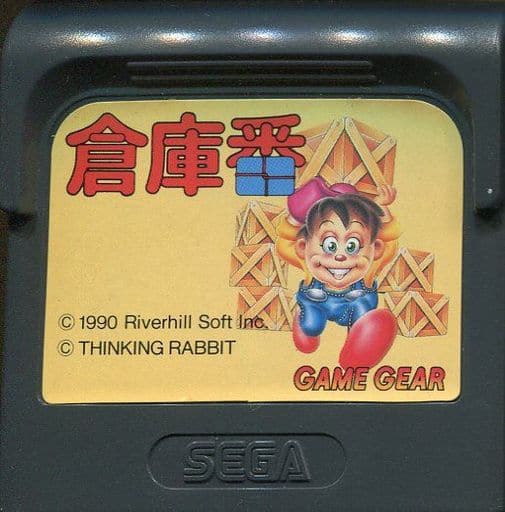 倉庫番
© 1990 Riverhill Soft Inc.
© THINKING RABBIT
GAME GEAR
SEGA